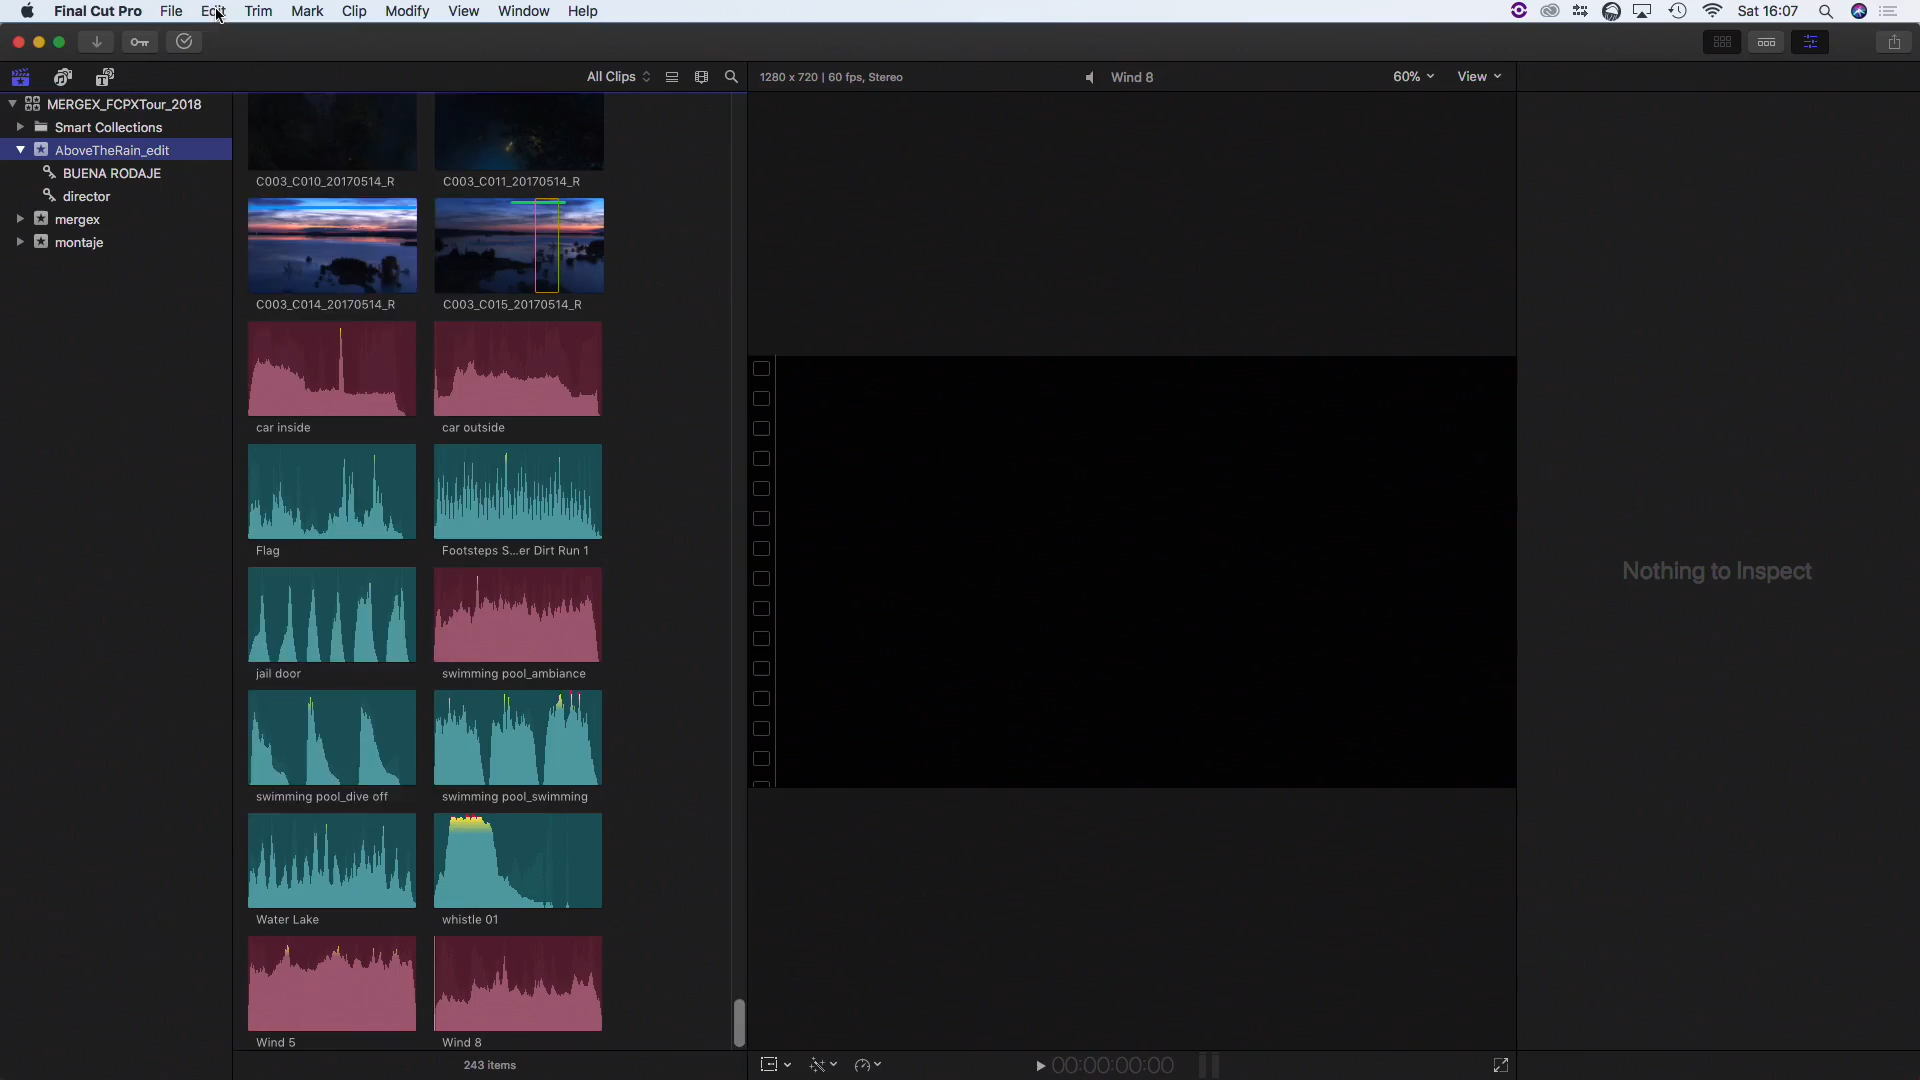 Final Cut Pro File Edit Trim Mark Clip Modify View Window Help Sat 16:07
All Clips 1280 x 720 | 60 fps, Stereo Wind 8 60% View
MERGEX_FCPXTour_2018
Smart Collections
AboveTheRain_edit
BUENA RODAJE
director
mergex
montaje
C003_C010_20170514_R C003_C011_20170514_R
C003_C014_20170514_R C003_C015_20170514_R
car inside car outside
Flag Footsteps S...er Dirt Run 1
jail door swimming pool_ambiance
swimming pool_dive off swimming pool_swimming
Water Lake whistle 01
Wind 5 Wind 8
243 items
Nothing to Inspect
00:00:00:00